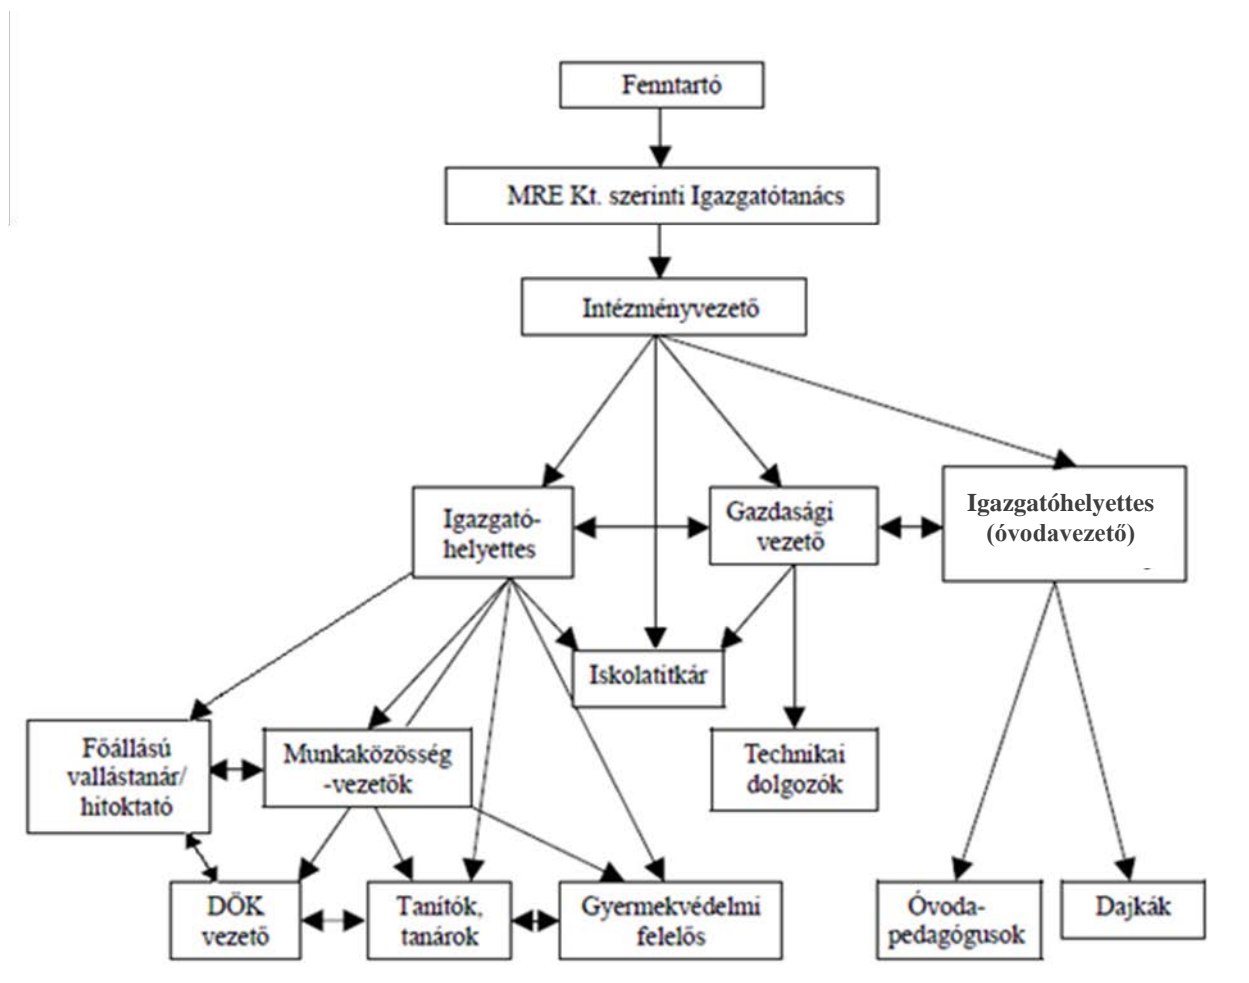 Fenntartó
MRE Kt. szerinti Igazgatótanács
Intézményvezető
Igazgató-
helyettes
Gazdasági
vezető
Igazgatóhelyettes
(óvodavezető)
Iskolatitkár
Főállású
vallástanár/
hitoktató
Munkaközösség
-vezetők
Technikai
dolgozók
DÖK
vezető
Tanítók,
tanárok
Gyermekvédelmi
felelős
Óvoda-
pedagógusok
Dajkák